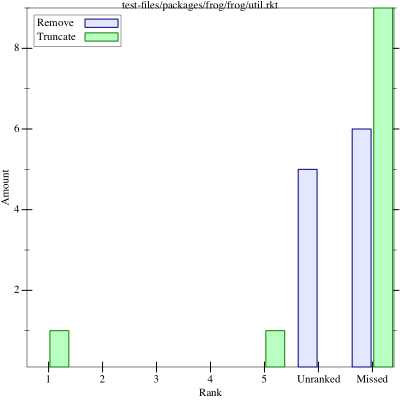 test-files/packages/frog/frog/util.rkt
Remove
Truncate
8
6
4
2
Amount
1 2 3 4 5 Unranked Missed
Rank